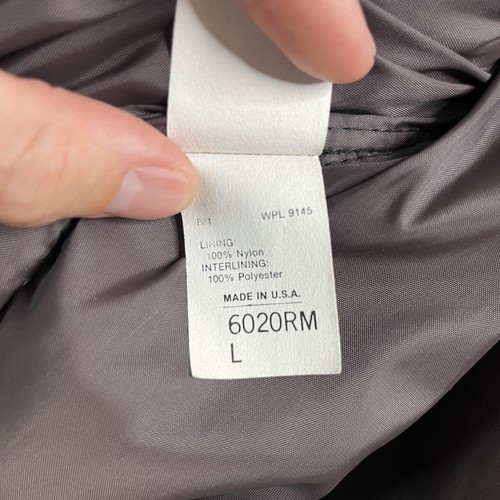 WPL 9145
LINING:
100% Nylon
INTERLINING:
100% Polyester
MADE IN U.S.A.
6020RM
L